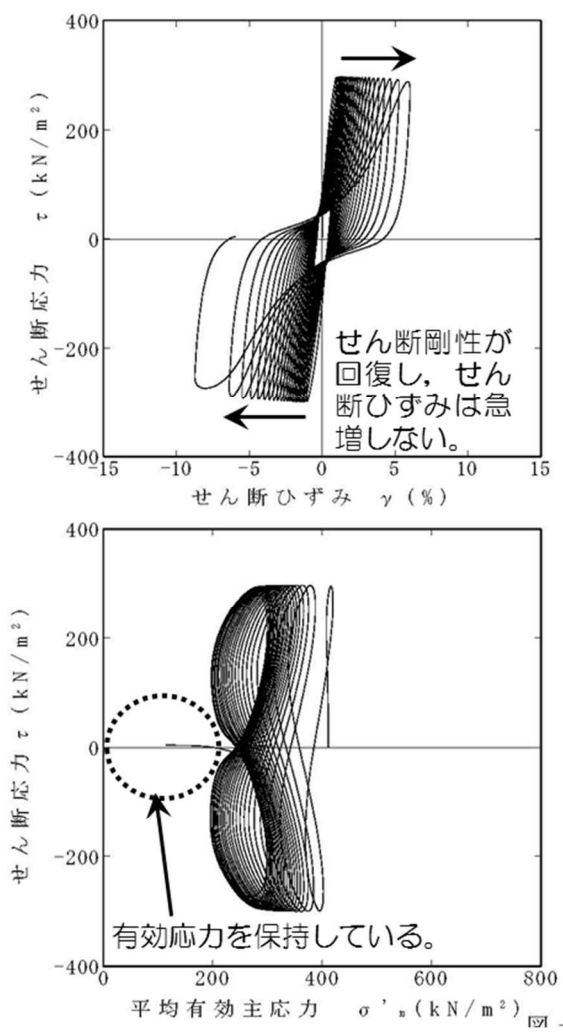 400
200
0
-200
-400
せん断応力 τ (kN/m²)
せん断剛性が
回復し，せん
断ひずみは急
増しない。
-15
-10
-5
0
5
10
15
せん断ひずみ γ (%)
400
200
0
-200
-400
せん断応力 τ (kN/m²)
有効応力を保持している。
0
200
400
600
800
平均有効主応力 σ'ₘ (kN/m²)
図